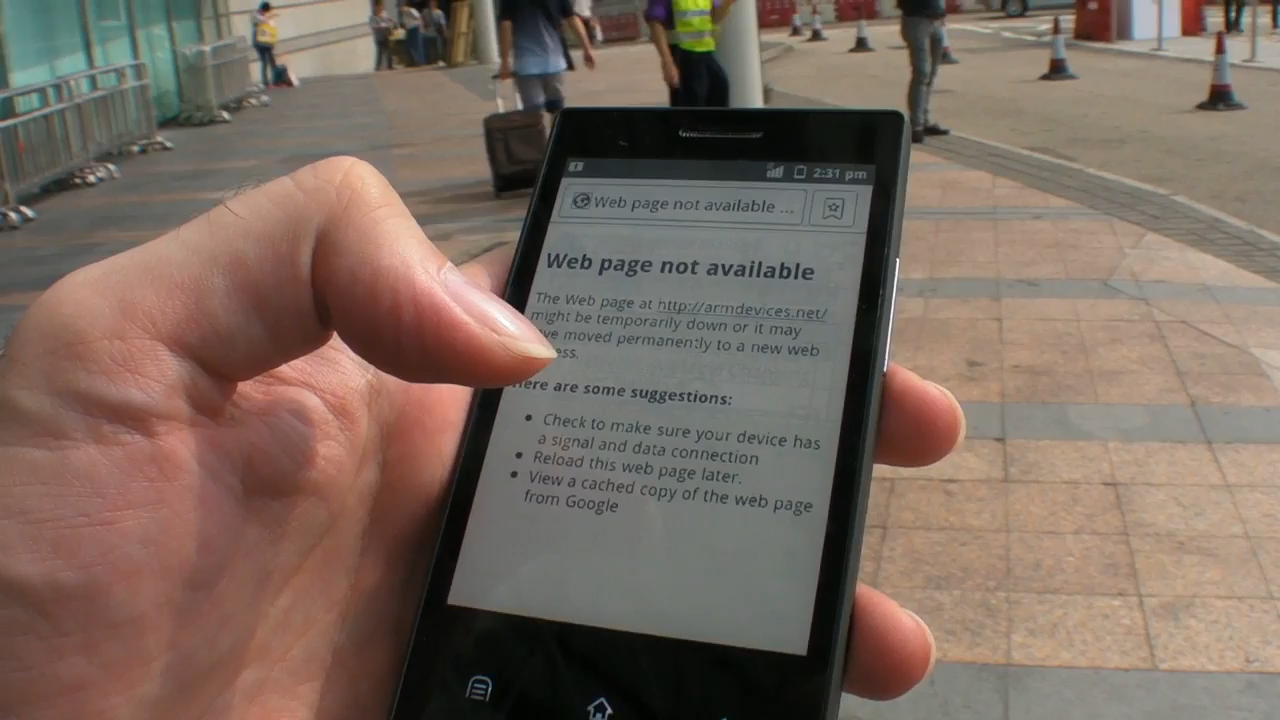 2:31 pm
Web page not available ...
Web page not available
The Web page at http://armdevices.net/
might be temporarily down or it may
moved permanently to a new web
are some suggestions:
Check to make sure your device has
a signal and data connection
Reload this web page later.
View a cached copy of the web page
from Google